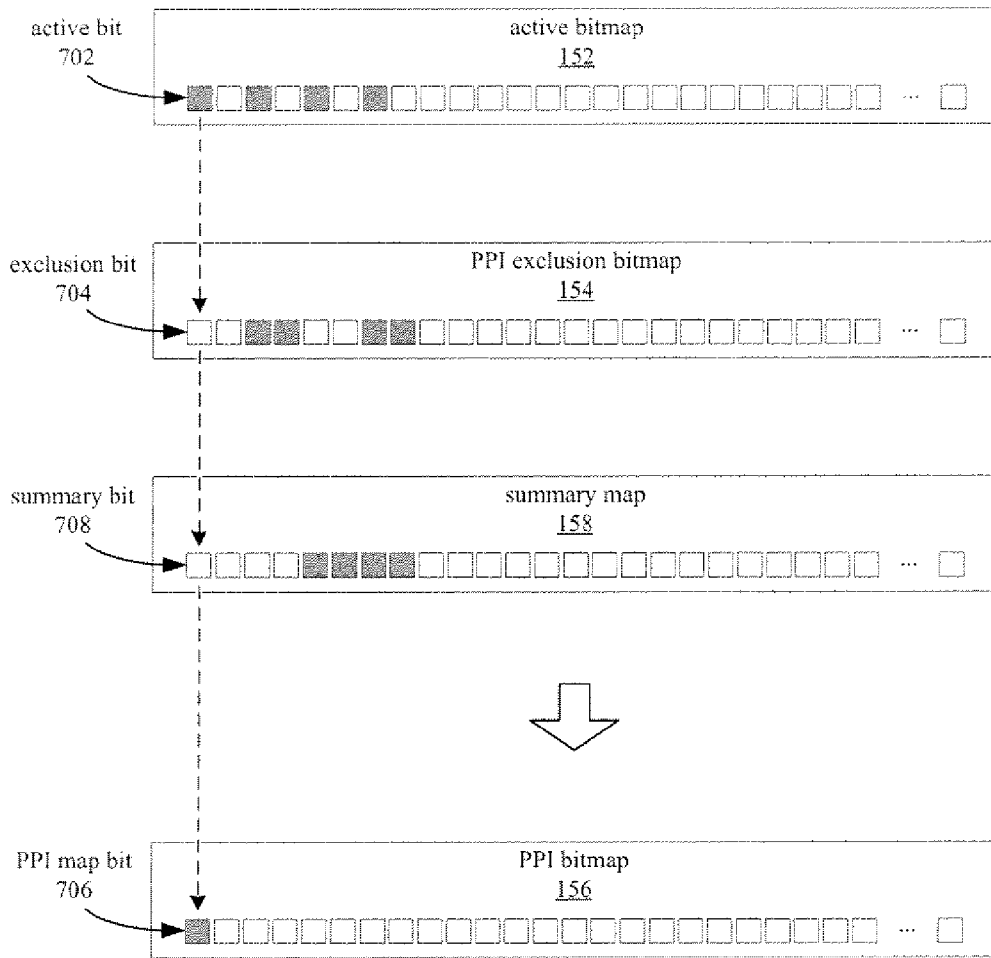 active bit
702
active bitmap
152
...
exclusion bit
704
PPI exclusion bitmap
154
...
summary bit
708
summary map
158
...
PPI map bit
706
PPI bitmap
156
...